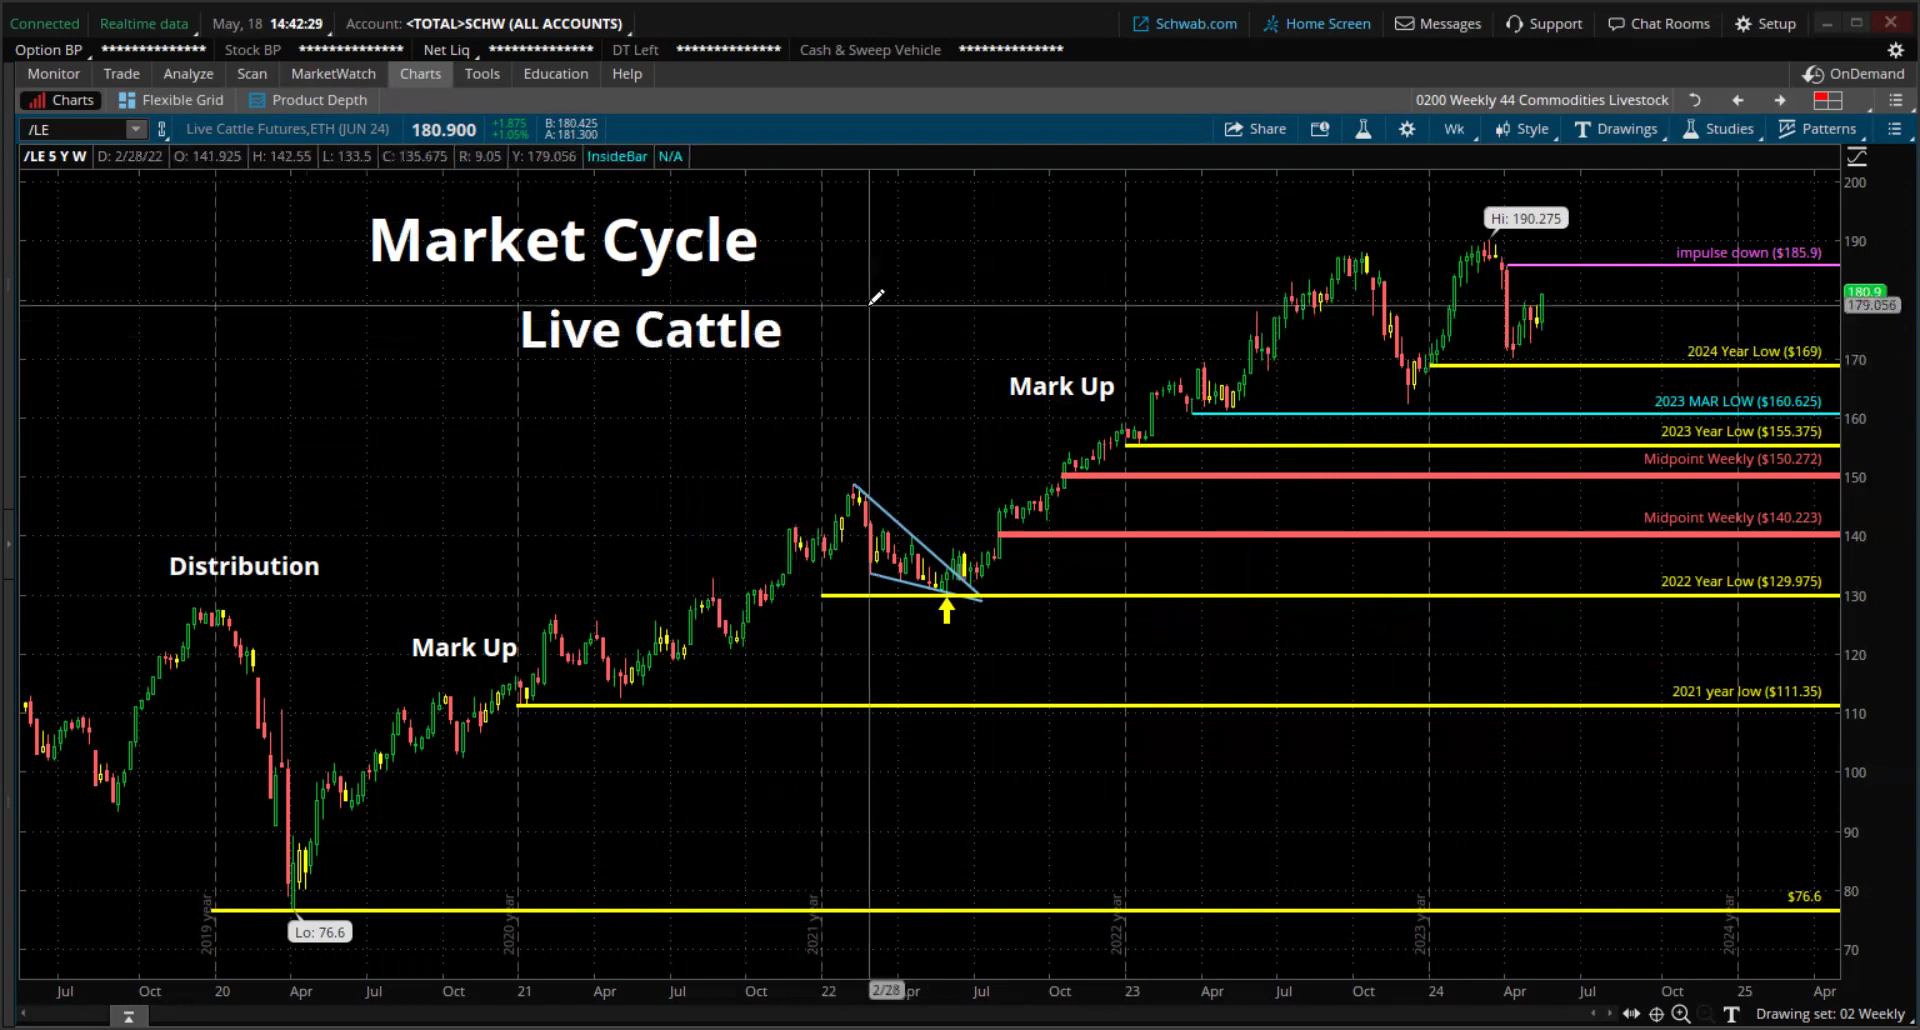 Connected Realtime data May, 18 14:42:29 Account: <TOTAL>SCHW (ALL ACCOUNTS) Schwab.com Home Screen Messages Support Chat Rooms Setup
Option BP ************** Stock BP ************** Net Liq ************** DT Left ************** Cash & Sweep Vehicle **************
Monitor Trade Analyze Scan MarketWatch Charts Tools Education Help OnDemand
Charts Flexible Grid Product Depth 0200 Weekly 44 Commodities Livestock
/LE Live Cattle Futures,ETH (JUN 24) 180.900 +1.875 +1.05% B: 180.425 A: 181.300 Share Wk Style Drawings Studies Patterns
/LE 5 Y W D: 2/28/22 O: 141.925 H: 142.55 L: 133.5 C: 135.675 R: 9.05 Y: 179.056 InsideBar N/A
200
Market Cycle
Hi: 190.275
190
impulse down ($185.9)
180.9
179.056
Live Cattle
2024 Year Low ($169)
170
Mark Up
2023 MAR LOW ($160.625)
160
2023 Year Low ($155.375)
Midpoint Weekly ($150.272)
150
Midpoint Weekly ($140.223)
140
Distribution
2022 Year Low ($129.975)
130
Mark Up
120
2021 year low ($111.35)
110
100
90
80
$76.6
Lo: 76.6
2019 year 2020 year 2021 year 2022 year 2023 year 2024 year
70
Jul Oct 20 Apr Jul Oct 21 Apr Jul Oct 22 2/28 pr Jul Oct 23 Apr Jul Oct 24 Apr Jul Oct 25 Apr
Drawing set: 02 Weekly